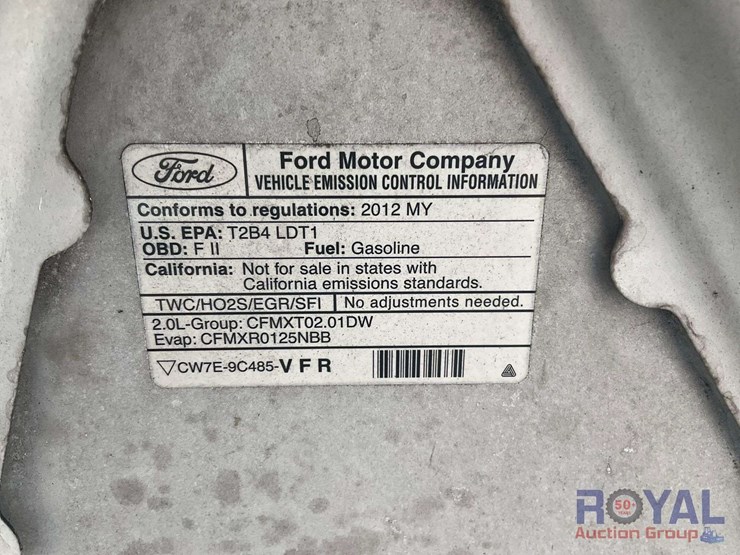 Ford
Ford Motor Company
VEHICLE EMISSION CONTROL INFORMATION
Conforms to regulations: 2012 MY
U.S. EPA: T2B4 LDT1
OBD: F II Fuel: Gasoline
California: Not for sale in states with
California emissions standards.
TWC/HO2S/EGR/SFI No adjustments needed.
2.0L-Group: CFMXT02.01DW
Evap: CFMXR0125NBB
CW7E-9C485-VFR
ROYAL
50+
Auction Group